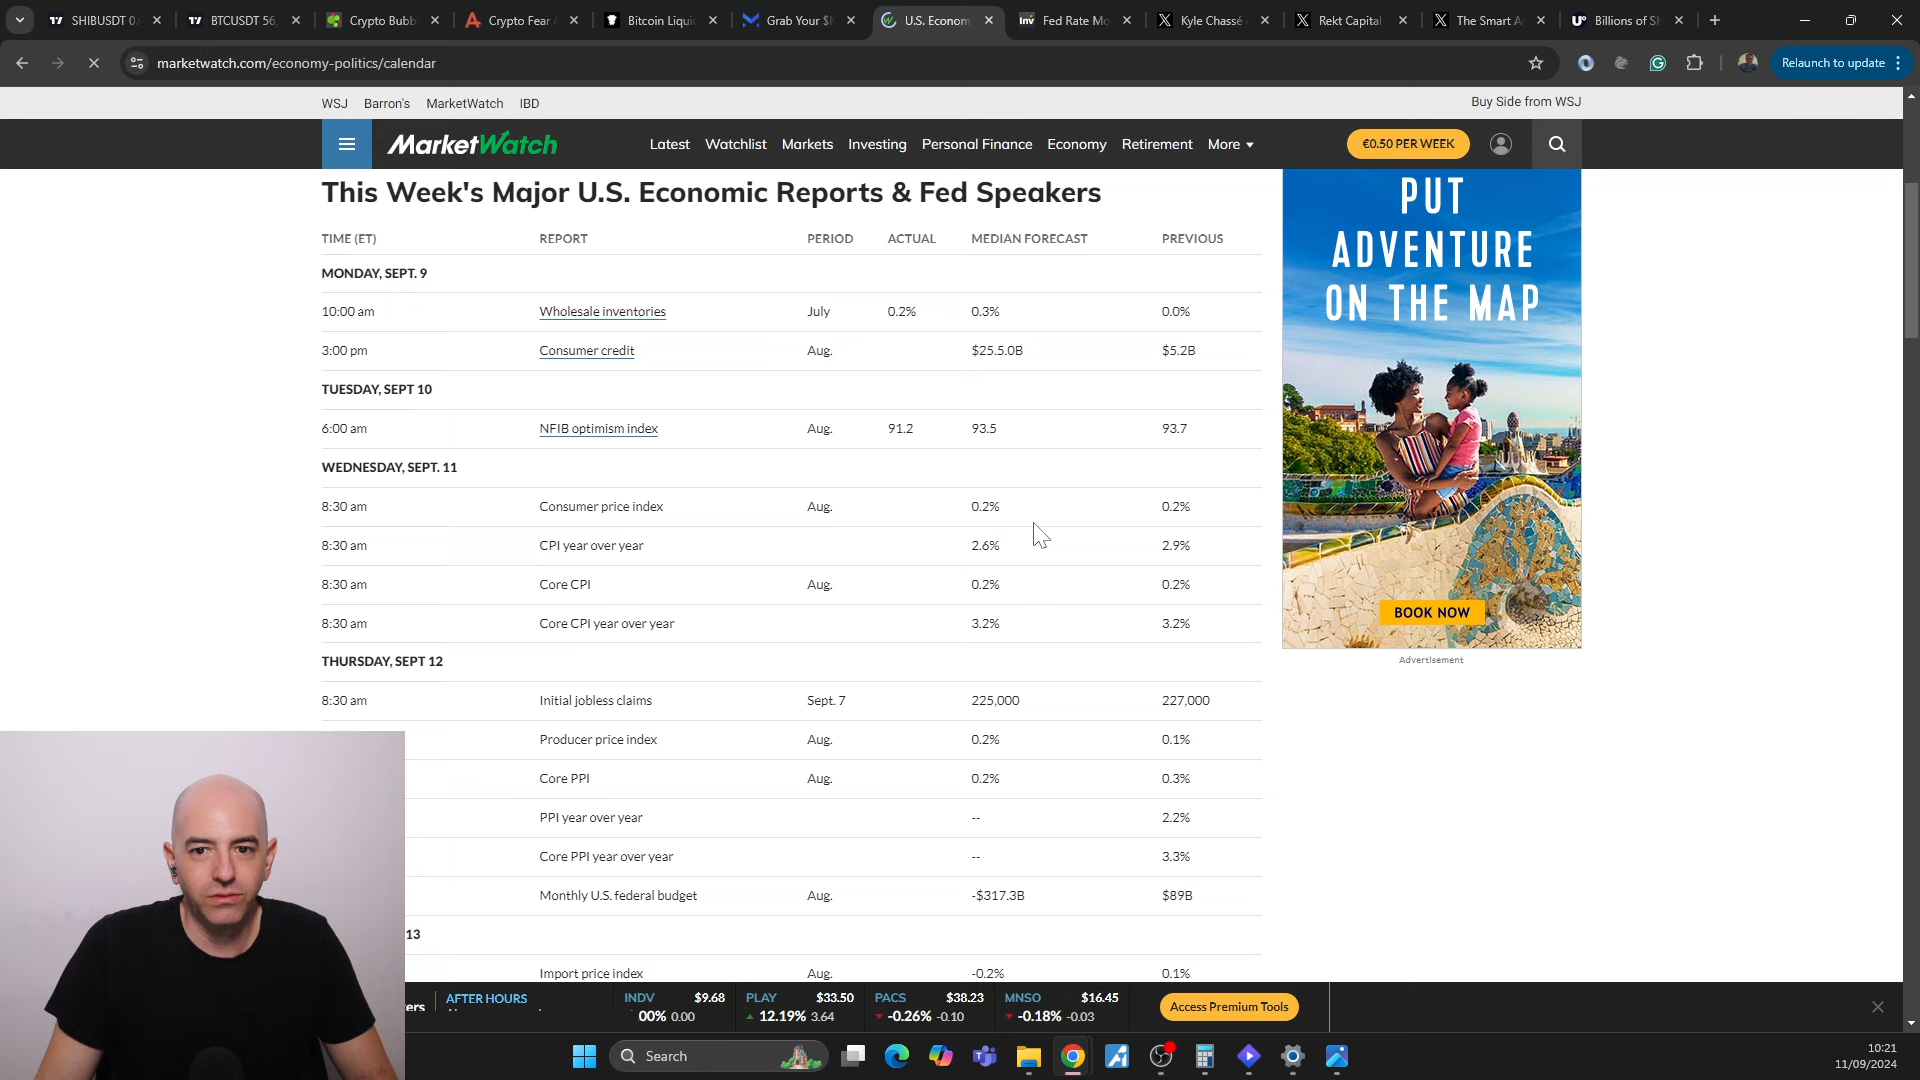 SHIBUSDT 0.
BTCUSDT 56,
Crypto Bubb
Crypto Fear
Bitcoin Liqui
Grab Your $
U.S. Econom
Inv
Fed Rate Mo
Kyle Chassé
Rekt Capital
The Smart A
Billions of SH
marketwatch.com/economy-politics/calendar
Relaunch to update
WSJ Barron's MarketWatch IBD
Buy Side from WSJ
MarketWatch
Latest Watchlist Markets Investing Personal Finance Economy Retirement More
€0.50 PER WEEK
This Week's Major U.S. Economic Reports & Fed Speakers
TIME (ET) REPORT PERIOD ACTUAL MEDIAN FORECAST PREVIOUS
MONDAY, SEPT. 9
10:00 am Wholesale inventories July 0.2% 0.3% 0.0%
3:00 pm Consumer credit Aug. $25.5.0B $5.2B
TUESDAY, SEPT 10
6:00 am NFIB optimism index Aug. 91.2 93.5 93.7
WEDNESDAY, SEPT. 11
8:30 am Consumer price index Aug. 0.2% 0.2%
8:30 am CPI year over year 2.6% 2.9%
8:30 am Core CPI Aug. 0.2% 0.2%
8:30 am Core CPI year over year 3.2% 3.2%
THURSDAY, SEPT 12
8:30 am Initial jobless claims Sept. 7 225,000 227,000
Producer price index Aug. 0.2% 0.1%
Core PPI Aug. 0.2% 0.3%
PPI year over year -- 2.2%
Core PPI year over year -- 3.3%
Monthly U.S. federal budget Aug. -$317.3B $89B
13
Import price index Aug. -0.2% 0.1%
PUT
ADVENTURE
ON THE MAP
BOOK NOW
Advertisement
ers
AFTER HOURS
INDV $9.68
00% 0.00
PLAY $33.50
12.19% 3.64
PACS $38.23
-0.26% -0.10
MNSO $16.45
-0.18% -0.03
Access Premium Tools
Search
10:21
11/09/2024